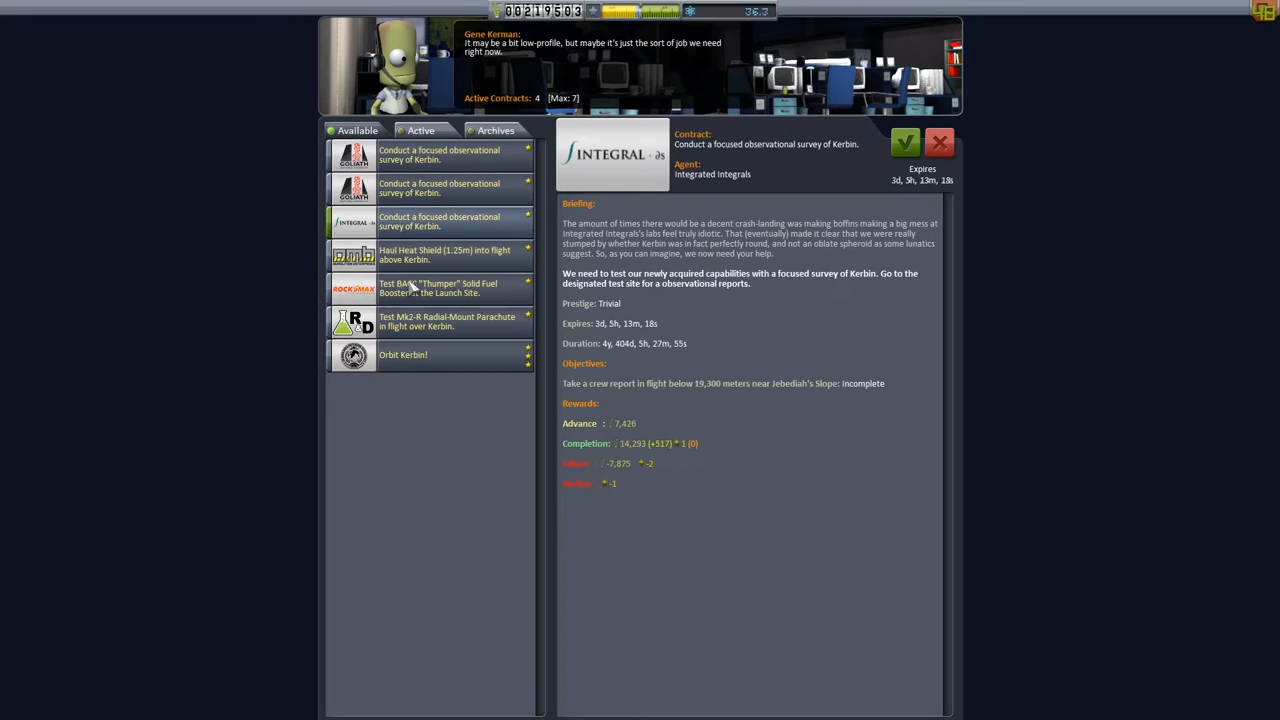 00219503
36.3
Gene Kerman:
It may be a bit low-profile, but maybe it's just the sort of job we need
right now.
Active Contracts: 4 [Max: 7]
Available
Active
Archives
GOLIATH
Conduct a focused observational
survey of Kerbin.
GOLIATH
Conduct a focused observational
survey of Kerbin.
INTEGRAL·∂s
Conduct a focused observational
survey of Kerbin.
Haul Heat Shield (1.25m) into flight
above Kerbin.
ROCKOMAX
"Thumper" Solid Fuel
Launch Site.
R&D
Test Mk2-R Radial-Mount Parachute
in flight over Kerbin.
Orbit Kerbin!
∫INTEGRAL·∂s
Contract:
Conduct a focused observational survey of Kerbin.
Agent:
Integrated Integrals
Expires
3d, 5h, 13m, 18s
Briefing:
The amount of times there would be a decent crash-landing was making boffins making a big mess at
Integrated Integrals's labs feel truly idiotic. That (eventually) made it clear that we were really
stumped by whether Kerbin was in fact perfectly round, and not an oblate spheroid as some lunatics
suggest. So, as you can imagine, we now need your help.
We need to test our newly acquired capabilities with a focused survey of Kerbin. Go to the
designated test site for a observational reports.
Prestige: Trivial
Expires: 3d, 5h, 13m, 18s
Duration: 4y, 404d, 5h, 27m, 55s
Objectives:
Take a crew report in flight below 19,300 meters near Jebediah's Slope: Incomplete
Rewards:
Advance : 7,426
Completion: 14,293 (+517) 1 (0)
Failure : -7,875 -2
Decline -1